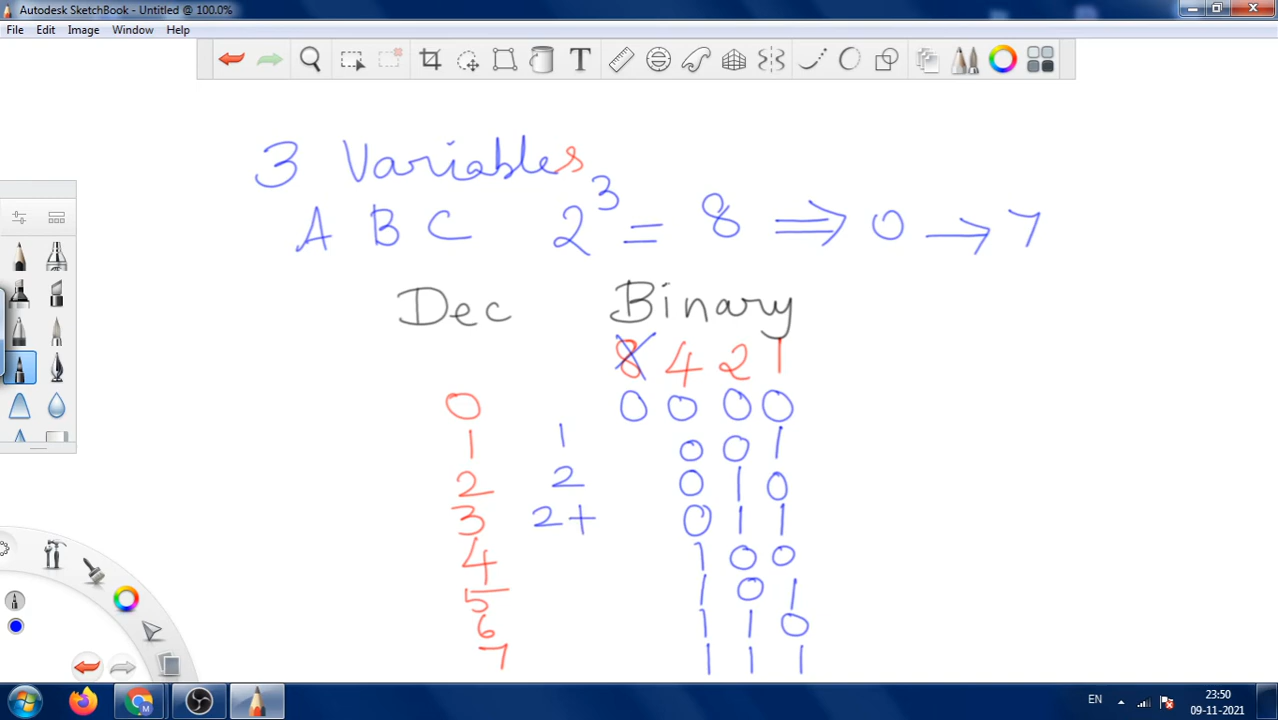 Autodesk SketchBook - Untitled @ 100.0%
File Edit Image Window Help
T
3 Variables
A B C 2³ = 8 ⇒ 0 → 7
Dec Binary
8 4 2 1
0 0 0 0 0
1 1 0 0 1
2 2 0 1 0
3 2+ 0 1 1
4 1 0 0
5 1 0 1
6 1 1 0
7 1 1 1
EN 23:50
09-11-2021